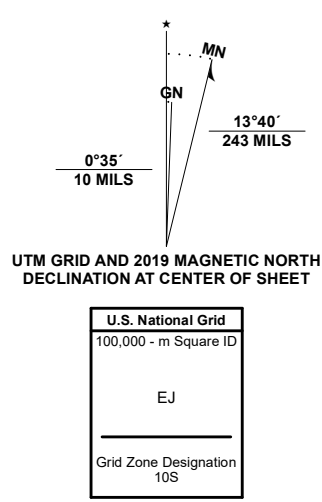 ★
MN
GN
0°35´
10 MILS
13°40´
243 MILS
UTM GRID AND 2019 MAGNETIC NORTH
DECLINATION AT CENTER OF SHEET
U.S. National Grid
100,000 - m Square ID
EJ
Grid Zone Designation
10S